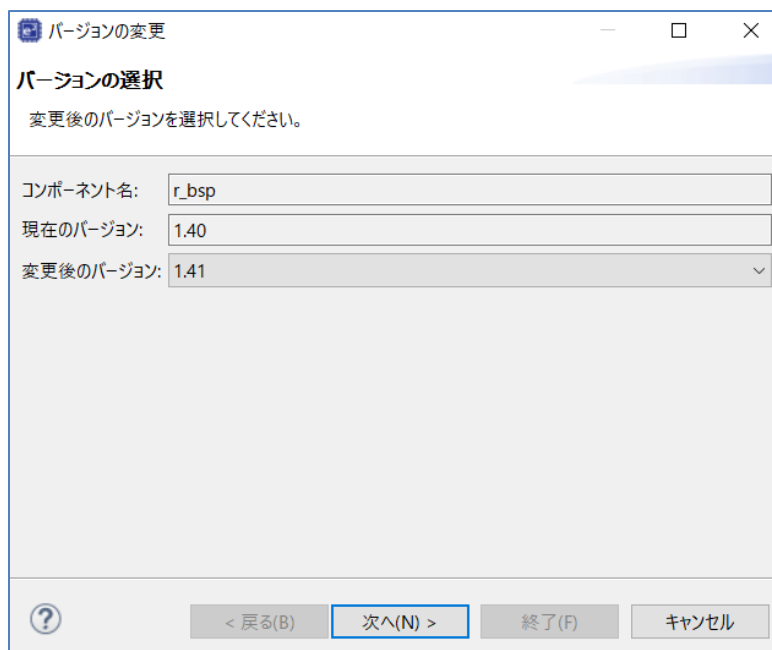 バージョンの変更
バージョンの選択
変更後のバージョンを選択してください。
コンポーネント名: r_bsp
現在のバージョン: 1.40
変更後のバージョン: 1.41
? < 戻る(B) 次へ(N) > 終了(F) キャンセル